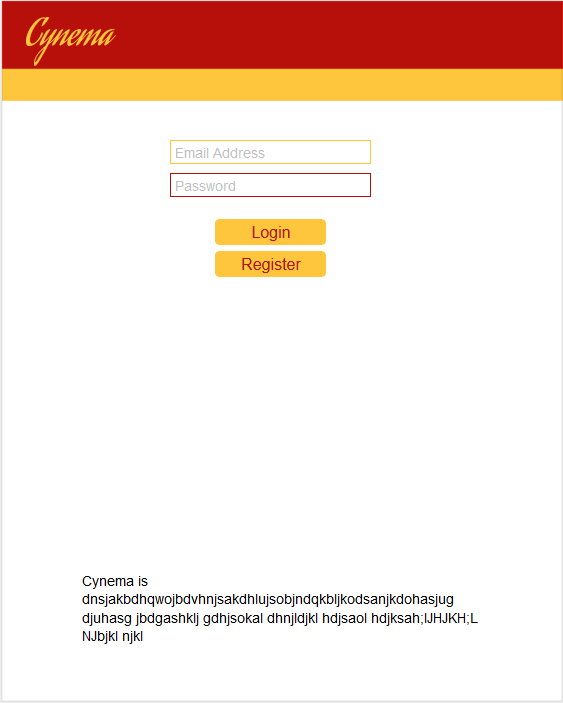 Cynema
Email Address
Password
Login
Register
Cynema is
dnsjakbdhqwojbdvhnjsakdhlujsobjndqkbljkodsanjkdohasjug
djuhasg jbdgashklj gdhjsokal dhnjldjkl hdjsaol hdjksah;lJHJKH;L
NJbjkl njkl